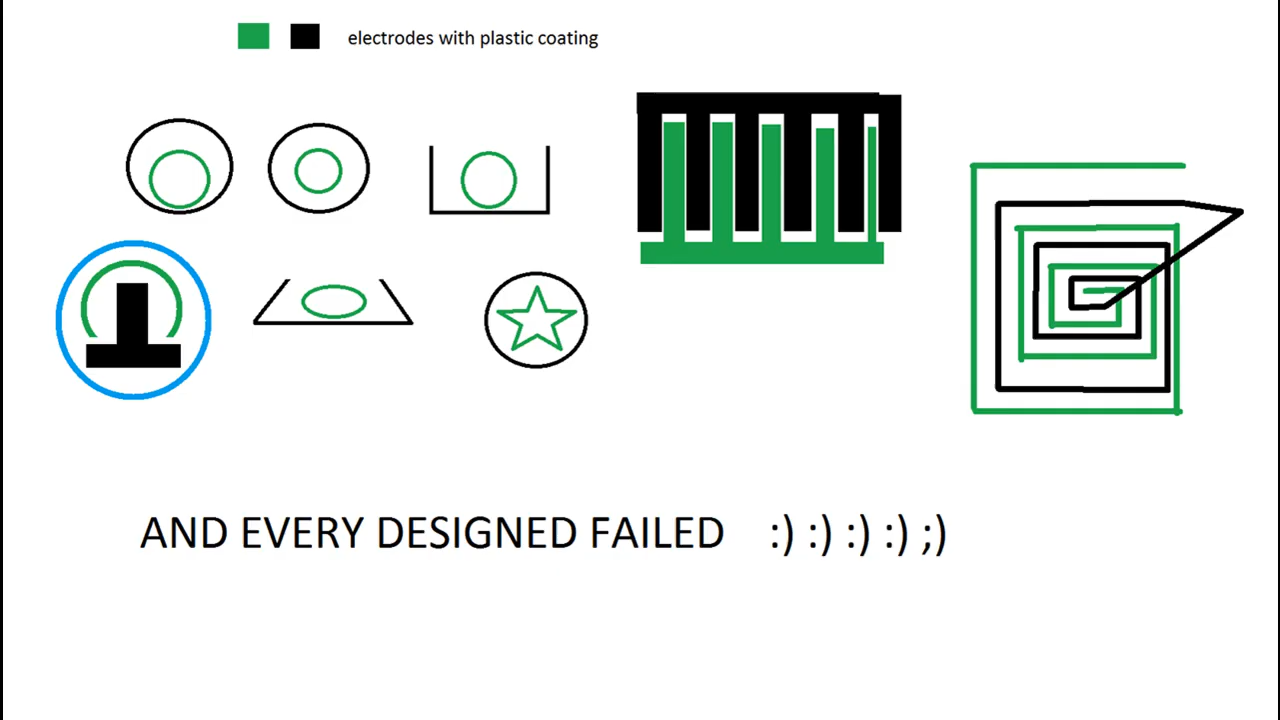 electrodes with plastic coating
AND EVERY DESIGNED FAILED :) :) :) :) ;)